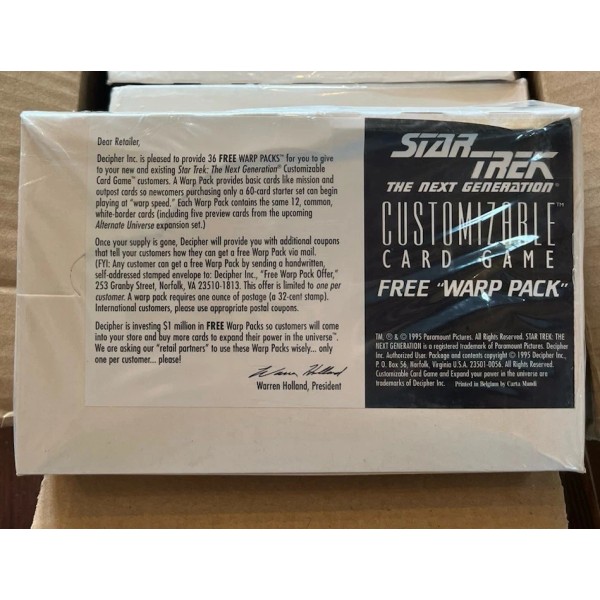 Dear Retailer,
Decipher Inc. is pleased to provide 36 FREE WARP PACKS™ for you to give
to your new and existing Star Trek: The Next Generation® Customizable
Card Game™ customers. A Warp Pack provides basic cards like mission and
outpost cards so newcomers purchasing only a 60-card starter set can begin
playing at "warp speed." Each Warp Pack contains the same 12, common,
white-border cards (including five preview cards from the upcoming
Alternate Universe expansion set.)
Once your supply is gone, Decipher will provide you with additional coupons
that tell your customers how they can get a free Warp Pack via mail.
(FYI: Any customer can get a free Warp Pack by sending a handwritten,
self-addressed stamped envelope to: Decipher Inc., "Free Warp Pack Offer,"
253 Granby Street, Norfolk, VA 23510-1813. This offer is limited to one per
customer. A warp pack requires one ounce of postage (a 32-cent stamp).
International customers, please use appropriate postage.)
Decipher is investing $1 million in FREE Warp Packs so customers will come
into your store and buy more cards to expand their power in the universe™.
We are asking our "retail partners" to use these Warp Packs wisely... only
one per customer... please!
Warren Holland
Warren Holland, President
STAR TREK
THE NEXT GENERATION®
CUSTOMIZABLE™
CARD GAME
FREE "WARP PACK"
TM, ® & © 1995 Paramount Pictures. All Rights Reserved. STAR TREK: THE
NEXT GENERATION is a registered trademark of Paramount Pictures. Decipher
Inc. Authorized User. Package and contents copyright © 1995 Decipher Inc.,
P. O. Box 56, Norfolk, Virginia U.S.A. 23501-0056. All Rights Reserved.
Customizable Card Game and Expand your power in the universe are
trademarks of Decipher Inc. Printed in Belgium by Carta Mundi